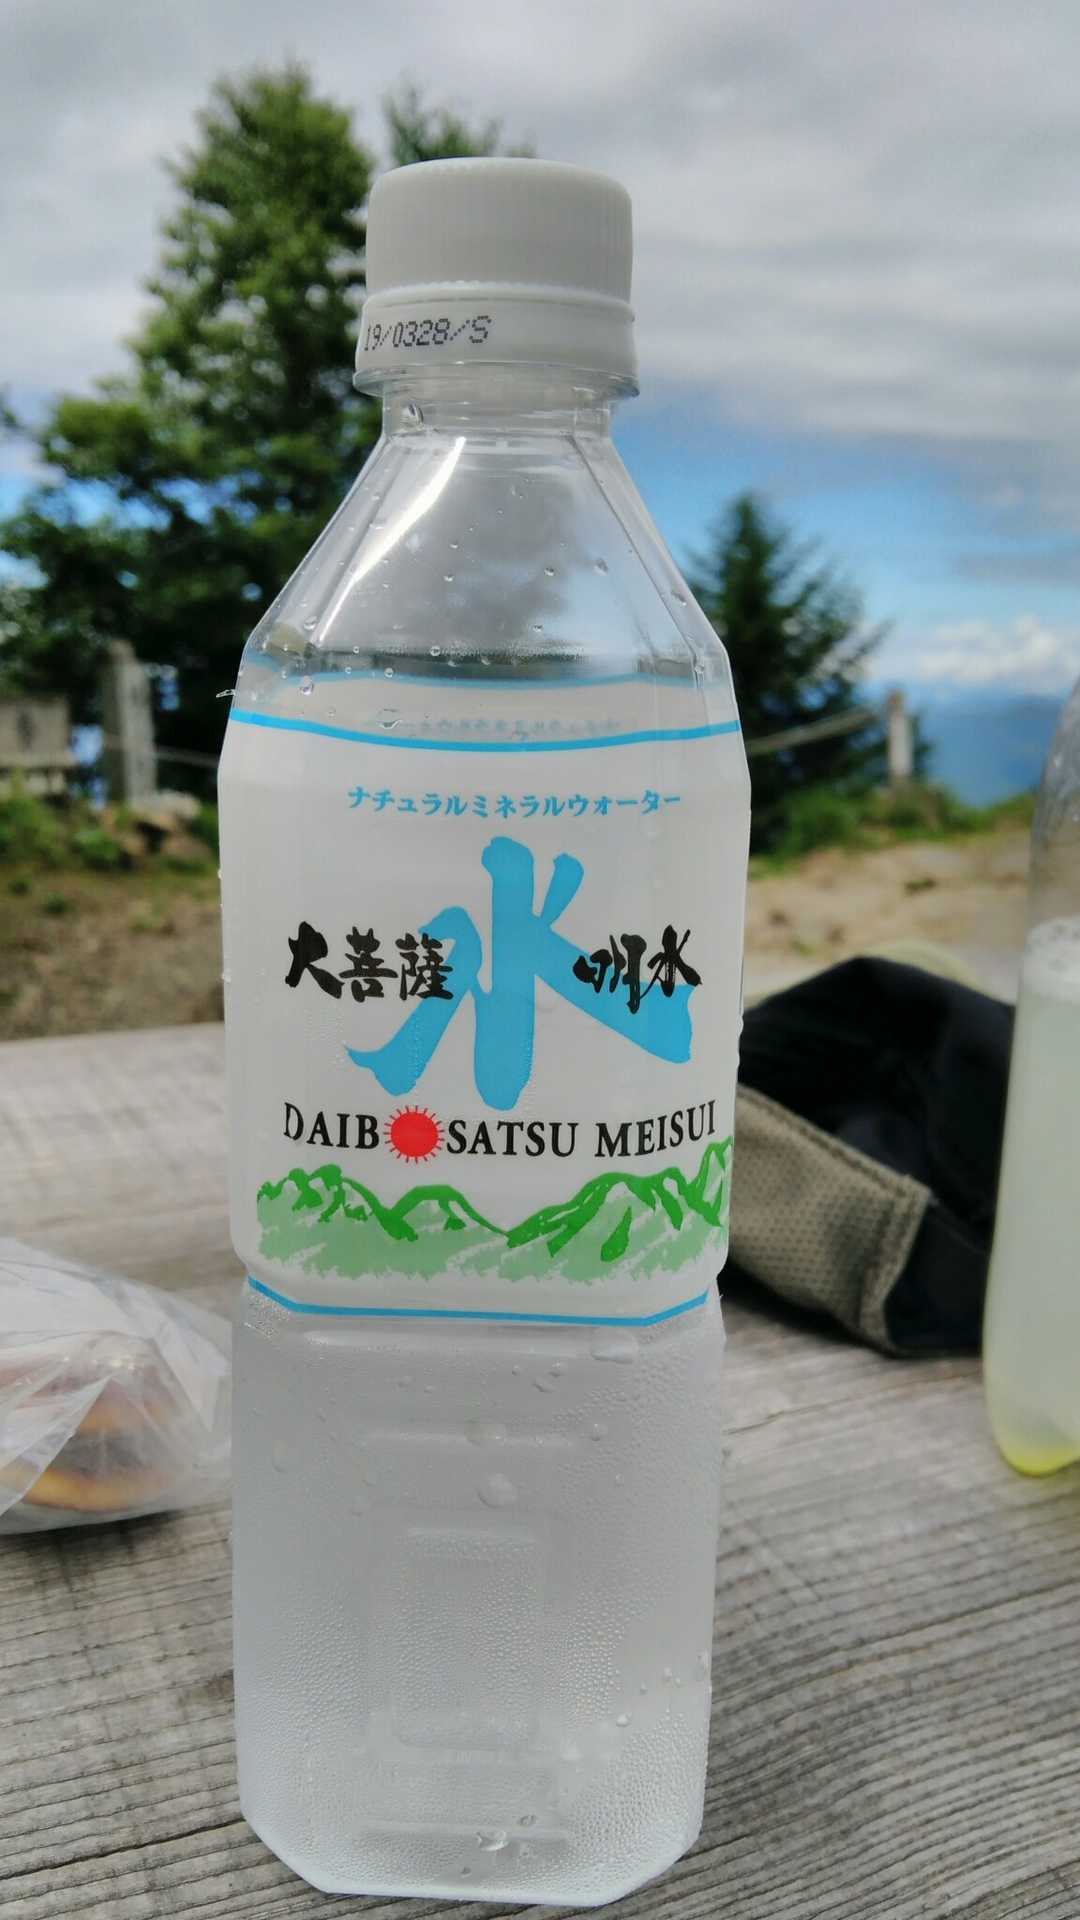 19/0328/S
ナチュラルミネラルウォーター
水
大菩薩 明水
DAIBOSATSU MEISUI